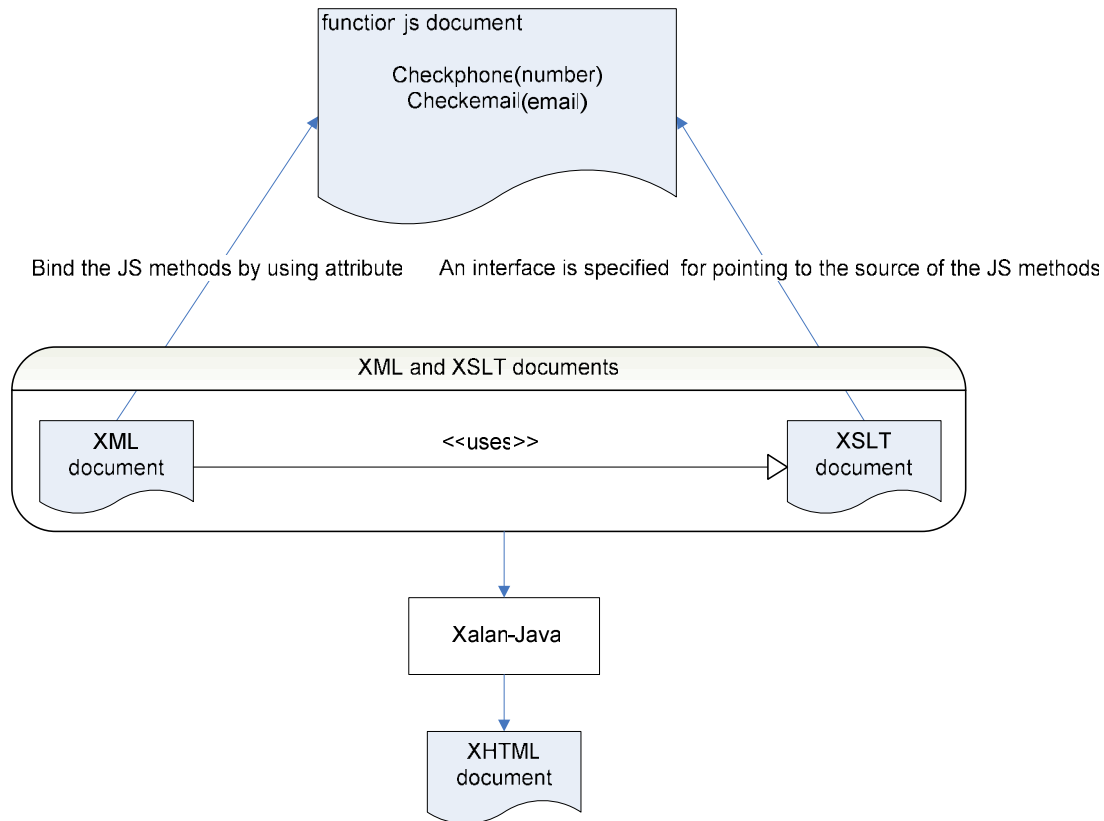 function js document
Checkphone(number)
Checkemail(email)
Bind the JS methods by using attribute
An interface is specified for pointing to the source of the JS methods
XML and XSLT documents
XML
document
<<uses>>
XSLT
document
Xalan-Java
XHTML
document